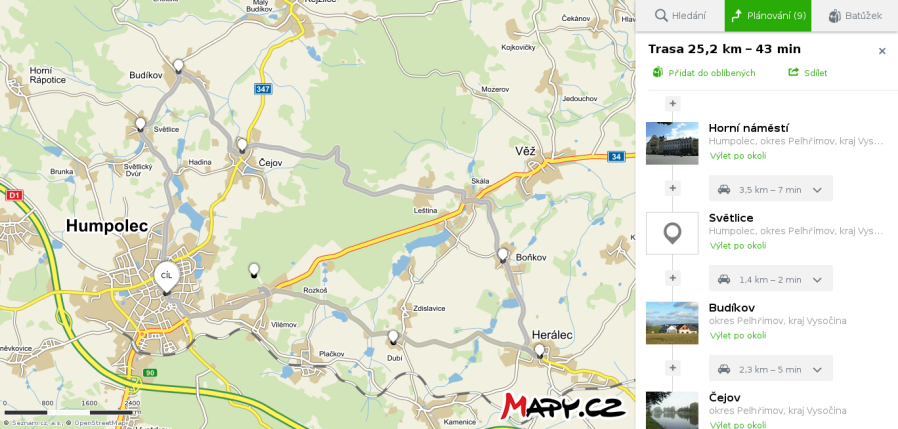 Hledání
Plánování (9)
Batůžek
Trasa 25,2 km – 43 min
×
Přidat do oblíbených
Sdílet
+
Horní náměstí
Humpolec, okres Pelhřimov, kraj Vys...
Výlet po okolí
+
3,5 km – 7 min
Světlice
Humpolec, okres Pelhřimov, kraj Vys...
Výlet po okolí
+
1,4 km – 2 min
Budíkov
okres Pelhřimov, kraj Vysočina
Výlet po okolí
+
2,3 km – 5 min
Čejov
okres Pelhřimov, kraj Vysočina
Výlet po okolí
Malý
Budíkov
Čekánov
Skorkov
Kojkovičky
Horní
Rápotice
Budíkov
347
Mozerov
Jedouchov
Světlice
Věž
34
Světlický
Dvůr
Hadina
Čejov
Brunka
Skála
D1
Leština
Humpolec
CÍL
Boňkov
Rozkoš
Zdislavice
Vilémov
Herálec
Plačkov
Dubí
něvkovice
90
0
800
1600
2400
© Seznam.cz, a.s., © OpenStreetMap
Mapy.cz
Kamenice